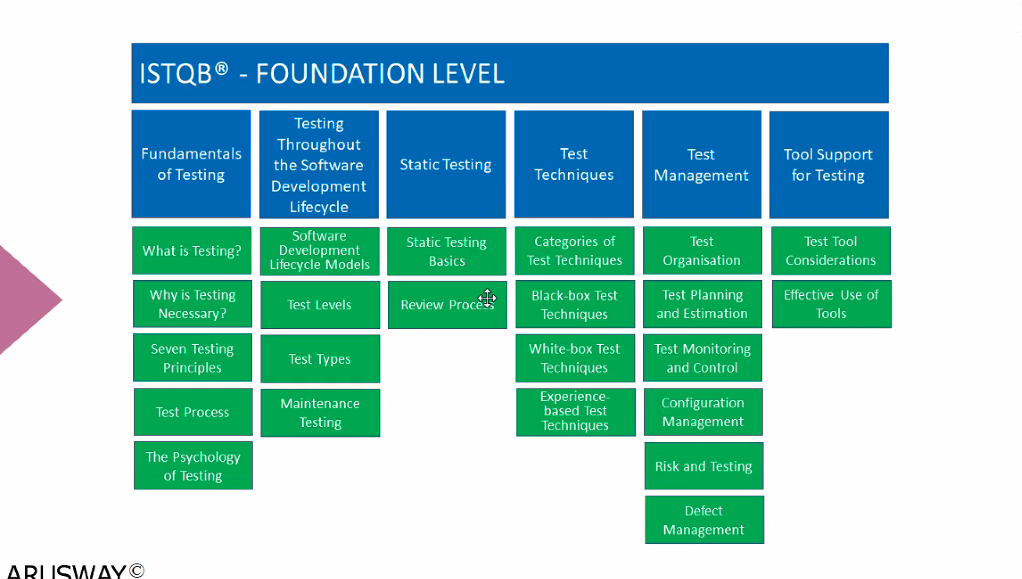 ISTQB® - FOUNDATION LEVEL
Fundamentals
of Testing
What is Testing?
Why is Testing
Necessary?
Seven Testing
Principles
Test Process
The Psychology
of Testing
Testing
Throughout
the Software
Development
Lifecycle
Software
Development
Lifecycle Models
Test Levels
Test Types
Maintenance
Testing
Static Testing
Static Testing
Basics
Review Process
Test
Techniques
Categories of
Test Techniques
Black-box Test
Techniques
White-box Test
Techniques
Experience-
based Test
Techniques
Test
Management
Test
Organisation
Test Planning
and Estimation
Test Monitoring
and Control
Configuration
Management
Risk and Testing
Defect
Management
Tool Support
for Testing
Test Tool
Considerations
Effective Use of
Tools
ARUSWAY©